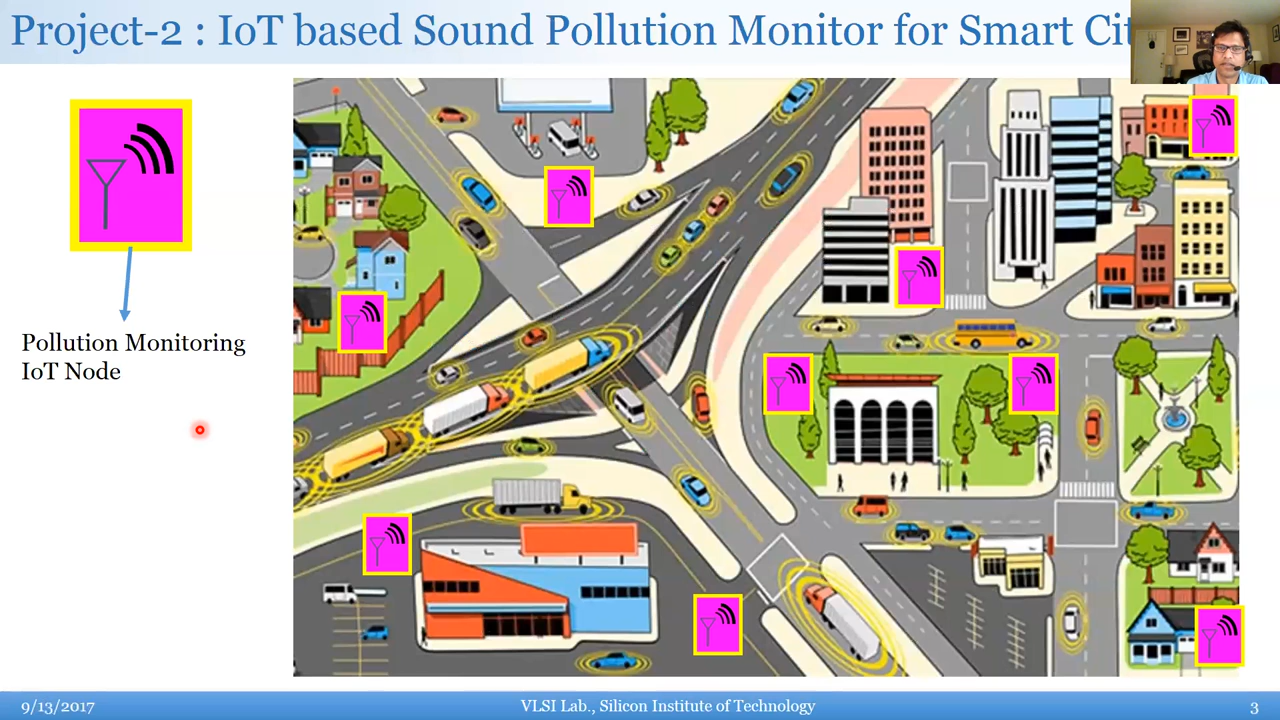 Project-2 : IoT based Sound Pollution Monitor for Smart
Pollution Monitoring
IoT Node
9/13/2017
VLSI Lab., Silicon Institute of Technology
3